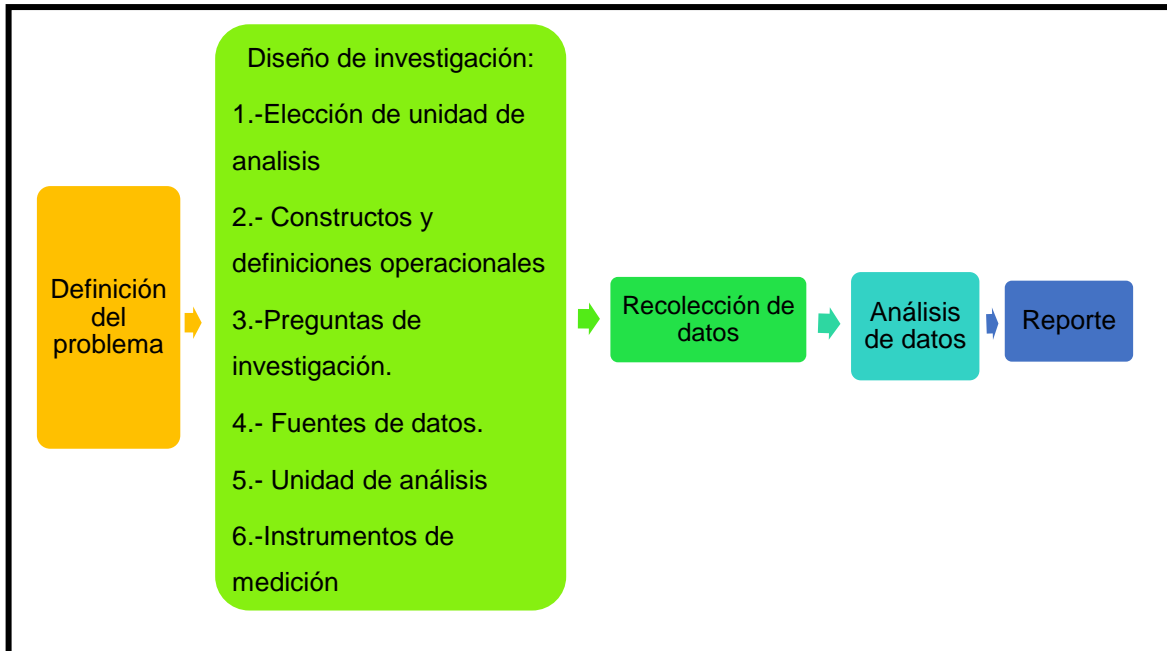 Definición
del
problema
Diseño de investigación:
1.-Elección de unidad de
analisis
2.- Constructos y
definiciones operacionales
3.-Preguntas de
investigación.
4.- Fuentes de datos.
5.- Unidad de análisis
6.-Instrumentos de
medición
Recolección de
datos
Análisis
de datos
Reporte